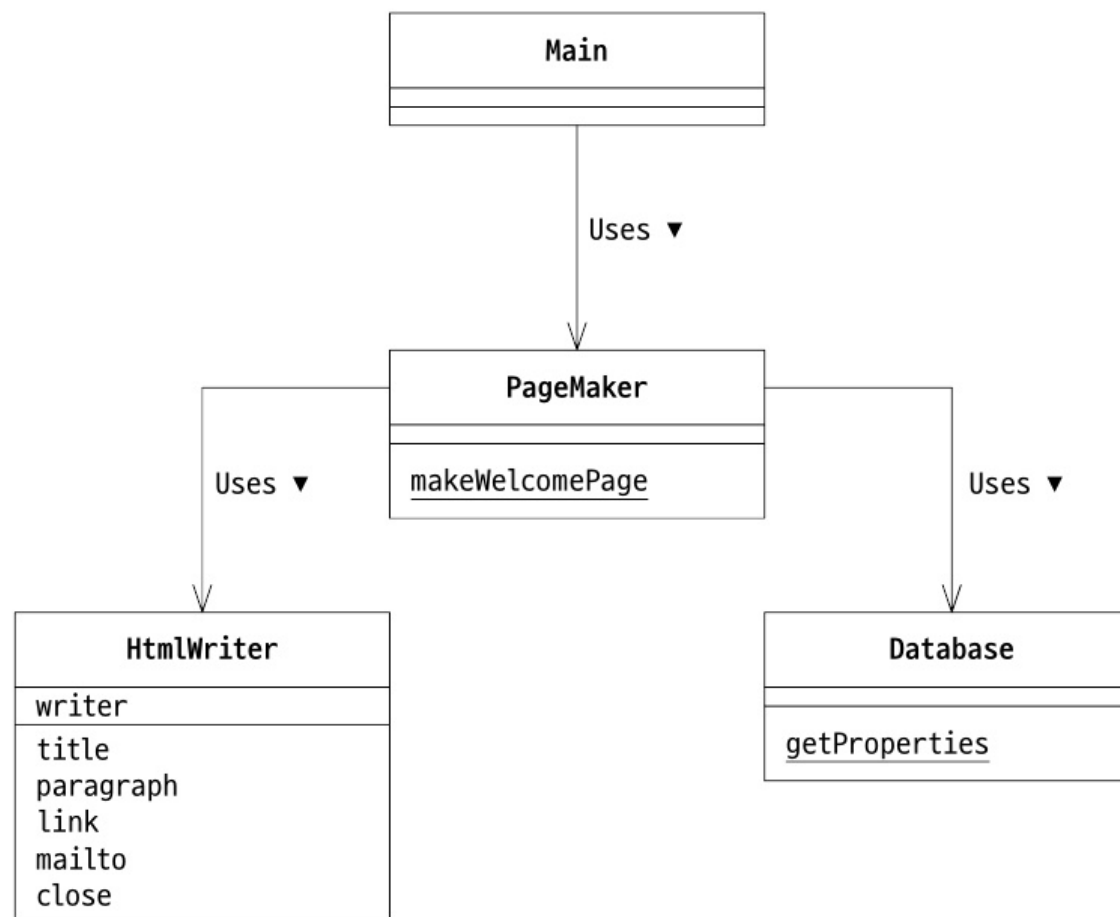 Main
Uses ▼
PageMaker
makeWelcomePage
Uses ▼
Uses ▼
HtmlWriter
writer
title
paragraph
link
mailto
close
Database
getProperties